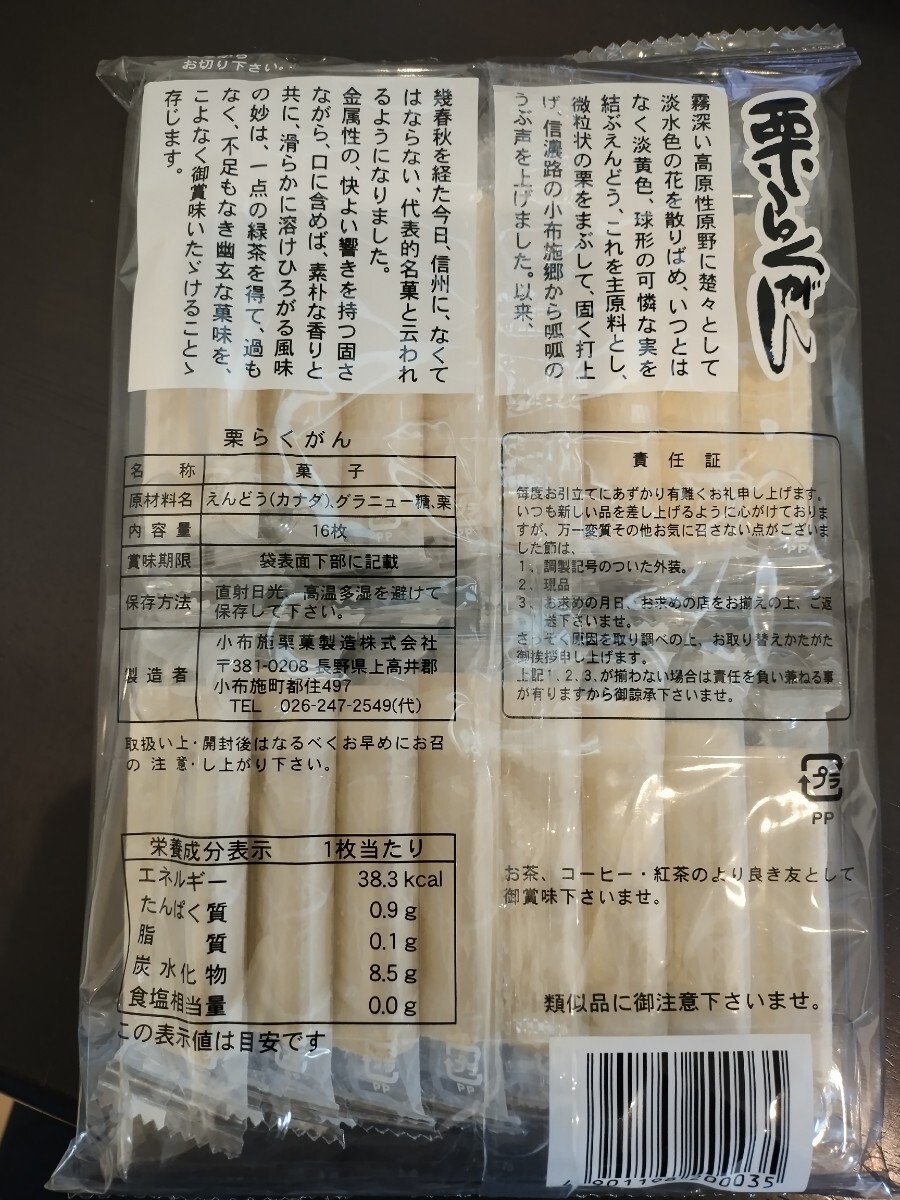 お切り下さい。
栗らくがん
霧深い高原性原野に楚々として
淡水色の花を散りばめ、いつとは
なく淡黄色、球形の可憐な実を
結ぶえんどう、これを主原料とし、
微粒状の栗をまぶして、固く打上
げ、信濃路の小布施郷から呱呱の
うぶ声を上げました。以来、
幾春秋を経た今日、信州に、なくて
はならない、代表的名菓と云われ
るようになりました。
金属性の、快よい響きを持つ固さ
ながら、口に含めば、素朴な香りと
共に、滑らかに溶けひろがる風味
の妙は、一点の緑茶を得て、過も
なく、不足もなき幽玄な菓味を、
こよなく御賞味いたゞけることゝ
存じます。
栗らくがん
名称 菓子
原材料名 えんどう(カナダ)、グラニュー糖、栗
内容量 16枚
賞味期限 袋表面下部に記載
保存方法 直射日光、高温多湿を避けて
保存して下さい。
製造者 小布施栗菓製造株式会社
〒381-0208 長野県上高井郡
小布施町都住497
TEL 026-247-2549(代)
取扱い上・開封後はなるべくお早めにお召
の注意・し上がり下さい。
栄養成分表示 1枚当たり
エネルギー 38.3 kcal
たんぱく質 0.9 g
脂質 0.1 g
炭水化物 8.5 g
食塩相当量 0.0 g
この表示値は目安です
責任証
毎度お引立てにあずかり有難くお礼申し上げます。
いつも新しい品を差し上げるように心がけております
が、万一変質その他お気に召さない点がございま
した節は、
1、調製記号のついた外装。
2、現品
3、お求めの月日、お求めの店をお揃えの上、ご返
送下さいませ。
さっそく原因を取り調べの上、お取り替えかたがた
御挨拶申し上げます。
上記1、2、3、が揃わない場合は責任を負い兼ねる事
が有りますから御諒承下さいませ。
プラ
PP
お茶、コーヒー・紅茶のより良き友として
御賞味下さいませ。
類似品に御注意下さいませ。